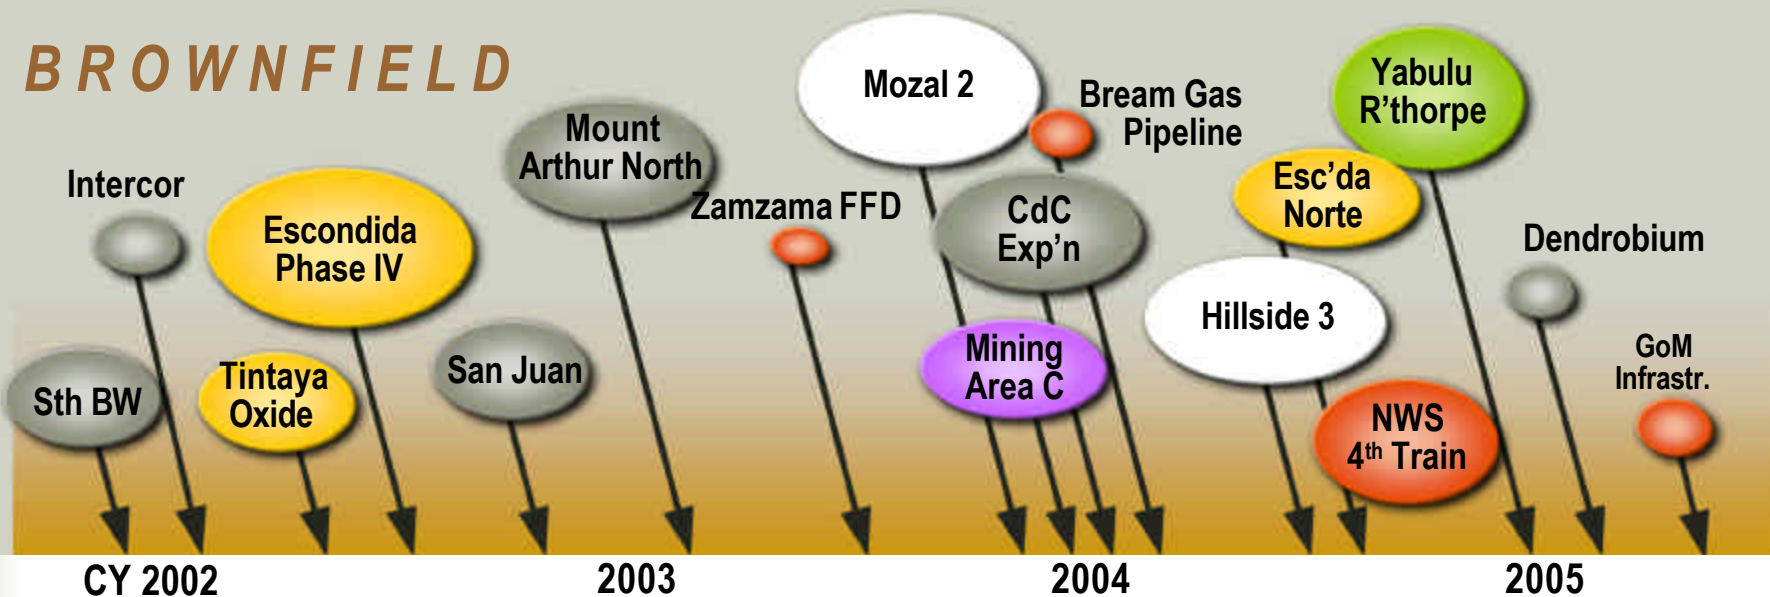 BROWNFIELD
Intercor
Sth BW
Escondida
Phase IV
Tintaya
Oxide
San Juan
Mount
Arthur North
Zamzama FFD
Mozal 2
Bream Gas
Pipeline
CdC
Exp'n
Mining
Area C
Yabulu
R'thorpe
Esc'da
Norte
Hillside 3
NWS
4th Train
Dendrobium
GoM
Infrastr.
CY 2002
2003
2004
2005